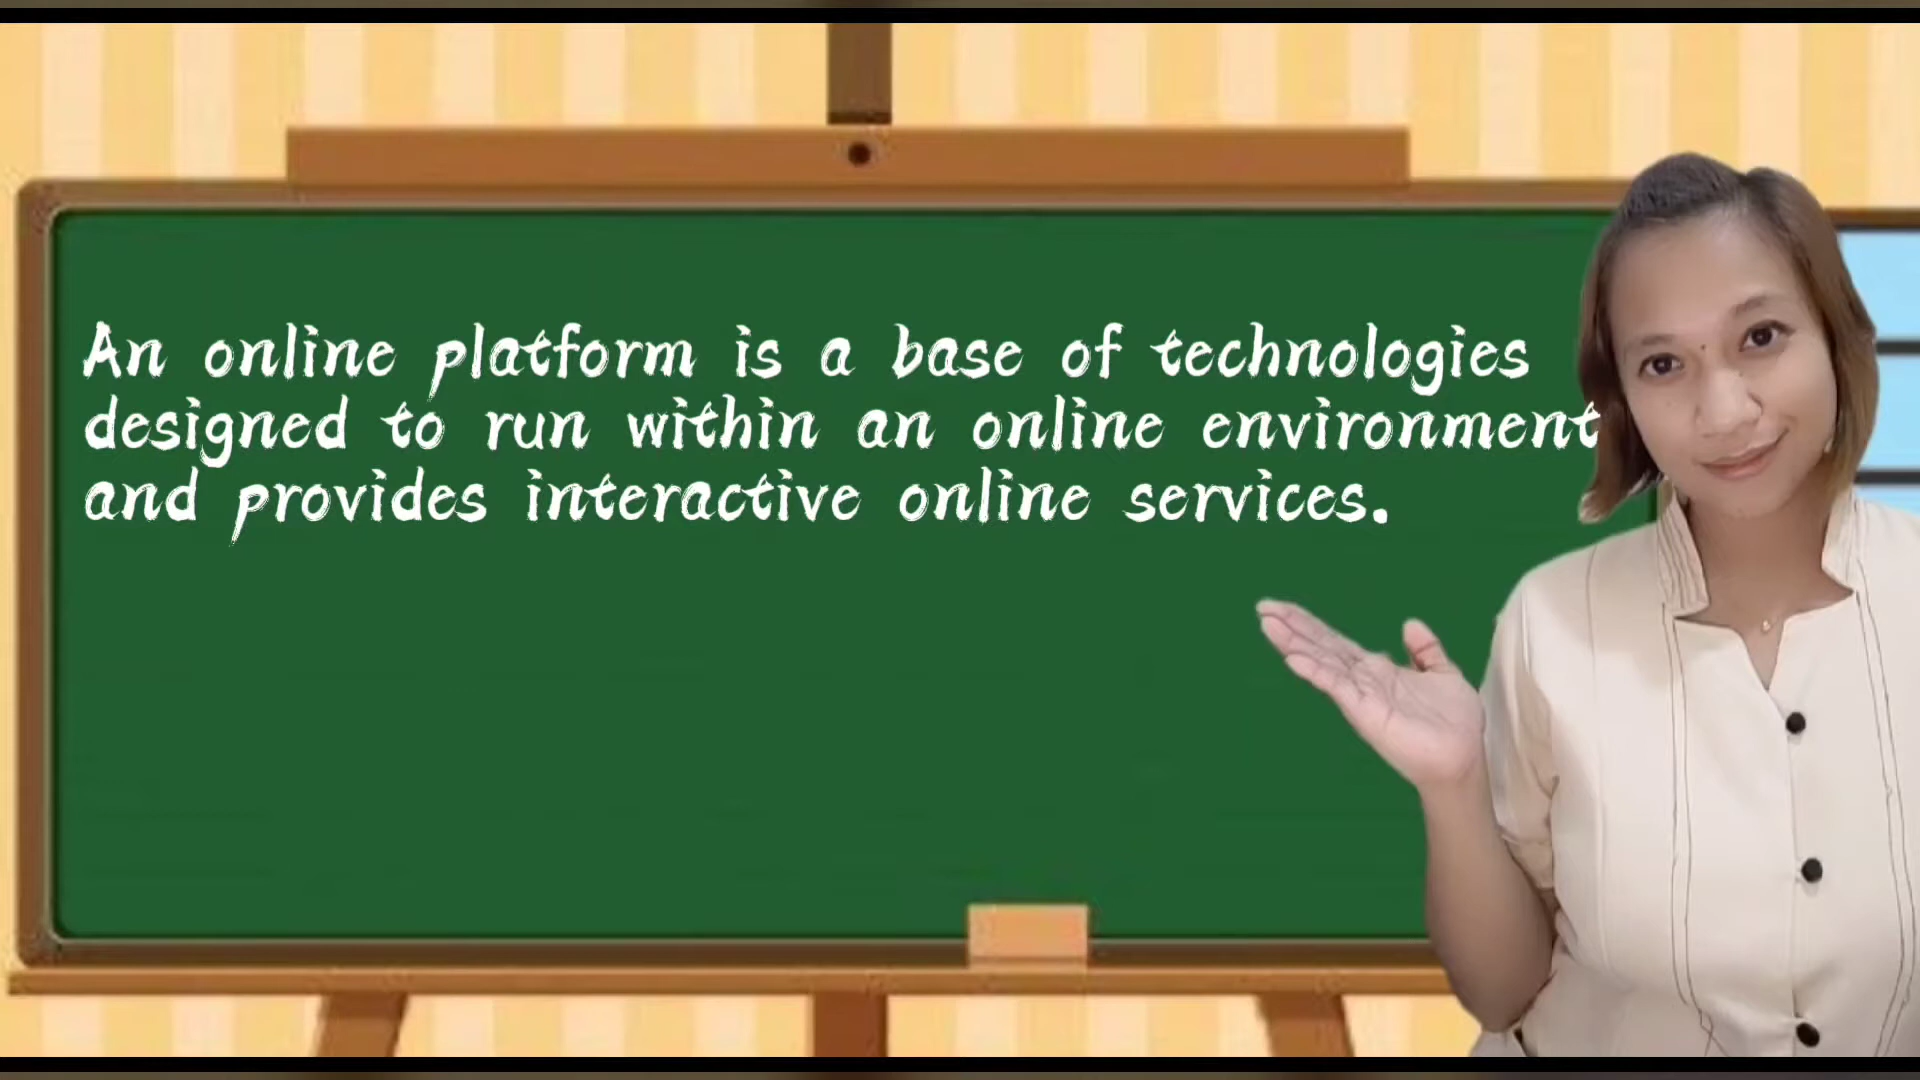 An online platform is a base of technologies
designed to run within an online environment
and provides interactive online services.